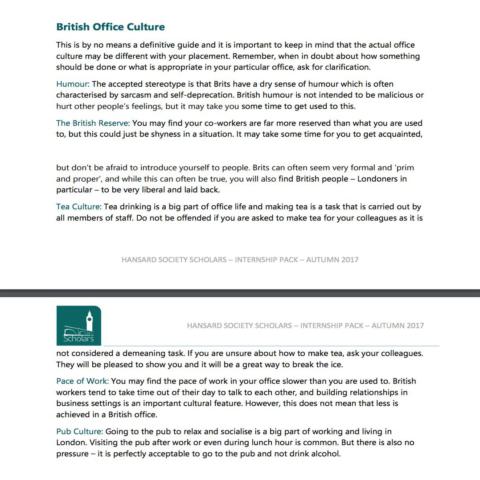 British Office Culture
This is by no means a definitive guide and it is important to keep in mind that the actual office
culture may be different with your placement. Remember, when in doubt about how something
should be done or what is appropriate in your particular office, ask for clarification.
Humour: The accepted stereotype is that Brits have a dry sense of humour which is often
characterised by sarcasm and self-deprecation. British humour is not intended to be malicious or
hurt other people's feelings, but it may take you some time to get used to this.
The British Reserve: You may find your co-workers are far more reserved than what you are used
to, but this could just be shyness in a situation. It may take some time for you to get acquainted,
but don't be afraid to introduce yourself to people. Brits can often seem very formal and 'prim
and proper', and while this can often be true, you will also find British people – Londoners in
particular – to be very liberal and laid back.
Tea Culture: Tea drinking is a big part of office life and making tea is a task that is carried out by
all members of staff. Do not be offended if you are asked to make tea for your colleagues as it is
HANSARD SOCIETY SCHOLARS – INTERNSHIP PACK – AUTUMN 2017
Scholars
HANSARD SOCIETY SCHOLARS – INTERNSHIP PACK – AUTUMN 2017
not considered a demeaning task. If you are unsure about how to make tea, ask your colleagues.
They will be pleased to show you and it will be a great way to break the ice.
Pace of Work: You may find the pace of work in your office slower than you are used to. British
workers tend to take time out of their day to talk to each other, and building relationships in
business settings is an important cultural feature. However, this does not mean that less is
achieved in a British office.
Pub Culture: Going to the pub to relax and socialise is a big part of working and living in
London. Visiting the pub after work or even during lunch hour is common. But there is also no
pressure – it is perfectly acceptable to go to the pub and not drink alcohol.